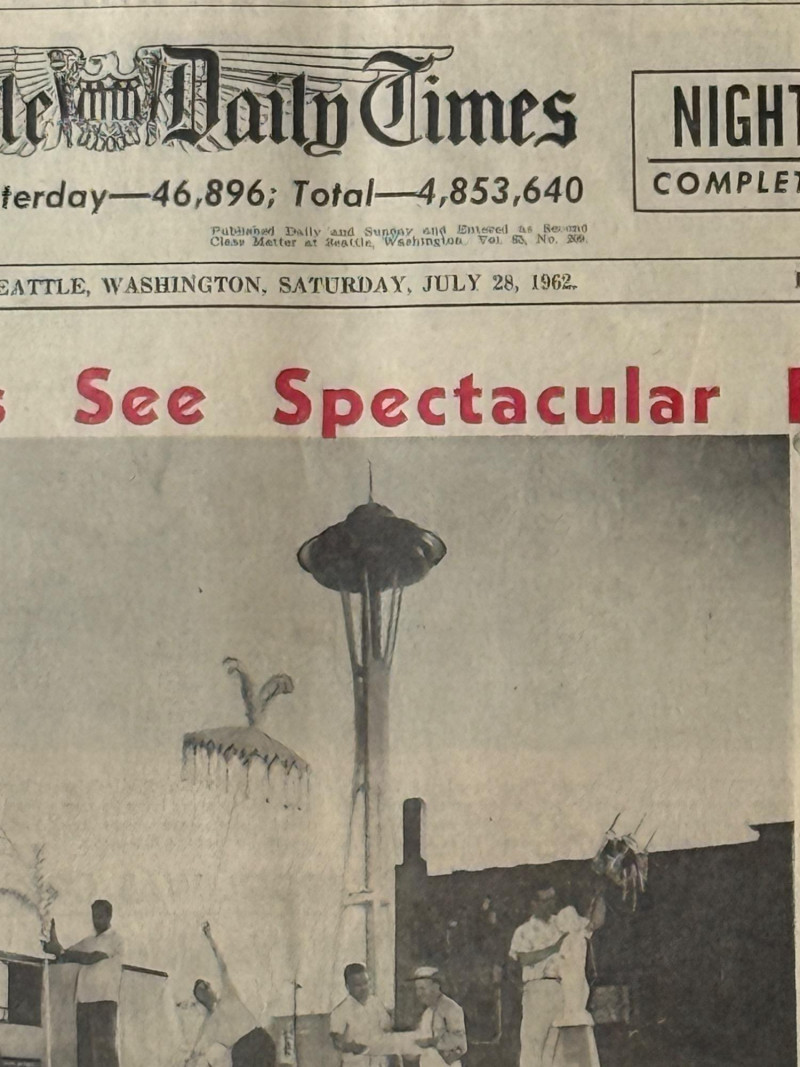 le Daily Times
NIGHT
COMPLET
terday—46,896; Total—4,853,640
Published Daily and Sunday and Entered as Second
Class Matter at Seattle, Washington. Vol. 85, No. 209.
EATTLE, WASHINGTON, SATURDAY, JULY 28, 1962.
s See Spectacular